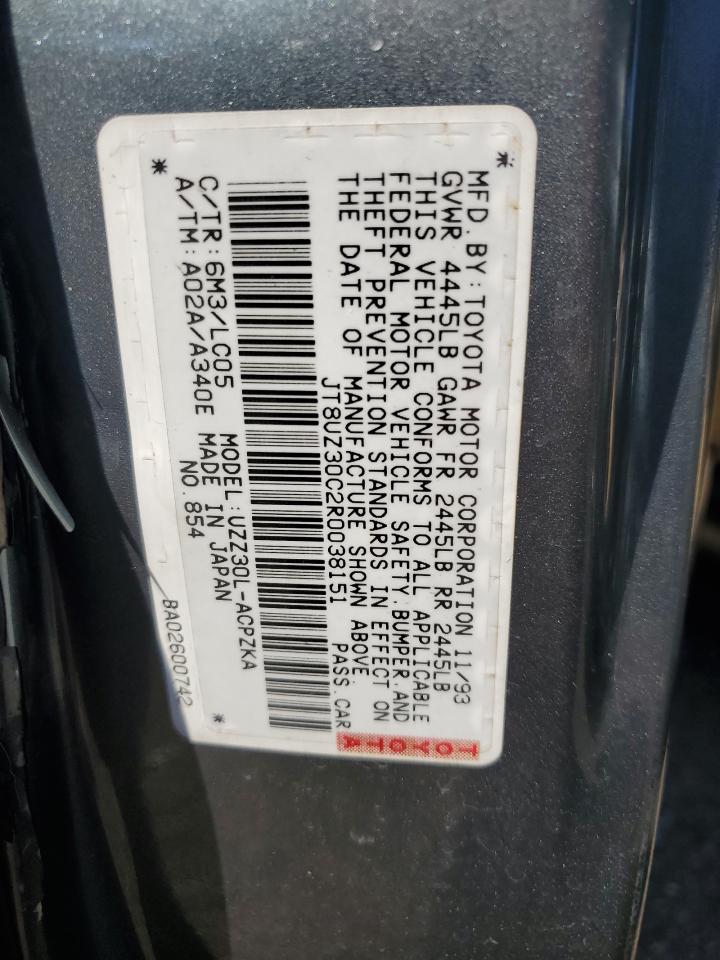 MFD. BY: TOYOTA MOTOR CORPORATION 11/93
GVWR 4445LB GAWR FR 2445LB RR 2445LB
THIS VEHICLE CONFORMS TO ALL APPLICABLE
FEDERAL MOTOR VEHICLE SAFETY.BUMPER.AND
THEFT PREVENTION STANDARDS IN EFFECT ON
THE DATE OF MANUFACTURE SHOWN ABOVE.
JT8UZ30C2R0038151 PASS.CAR
TOYOTA
C/TR: 6M3/LC05 MODEL: UZZ30L-ACPZKA
A/TM: A02A/A340E MADE IN JAPAN
NO.854
BA02600742